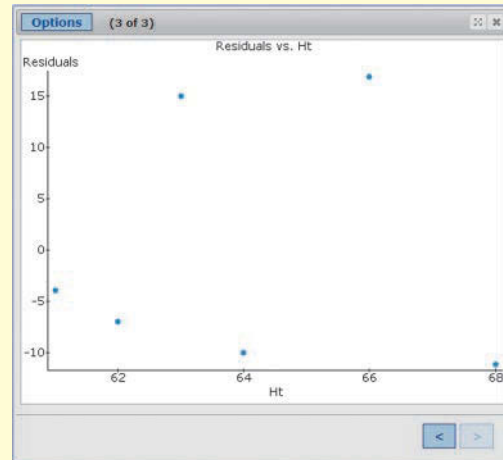 Options (3 of 3)
Residuals vs. Ht
Residuals
15
10
5
0
-5
-10
62 64 66 68
Ht
< >